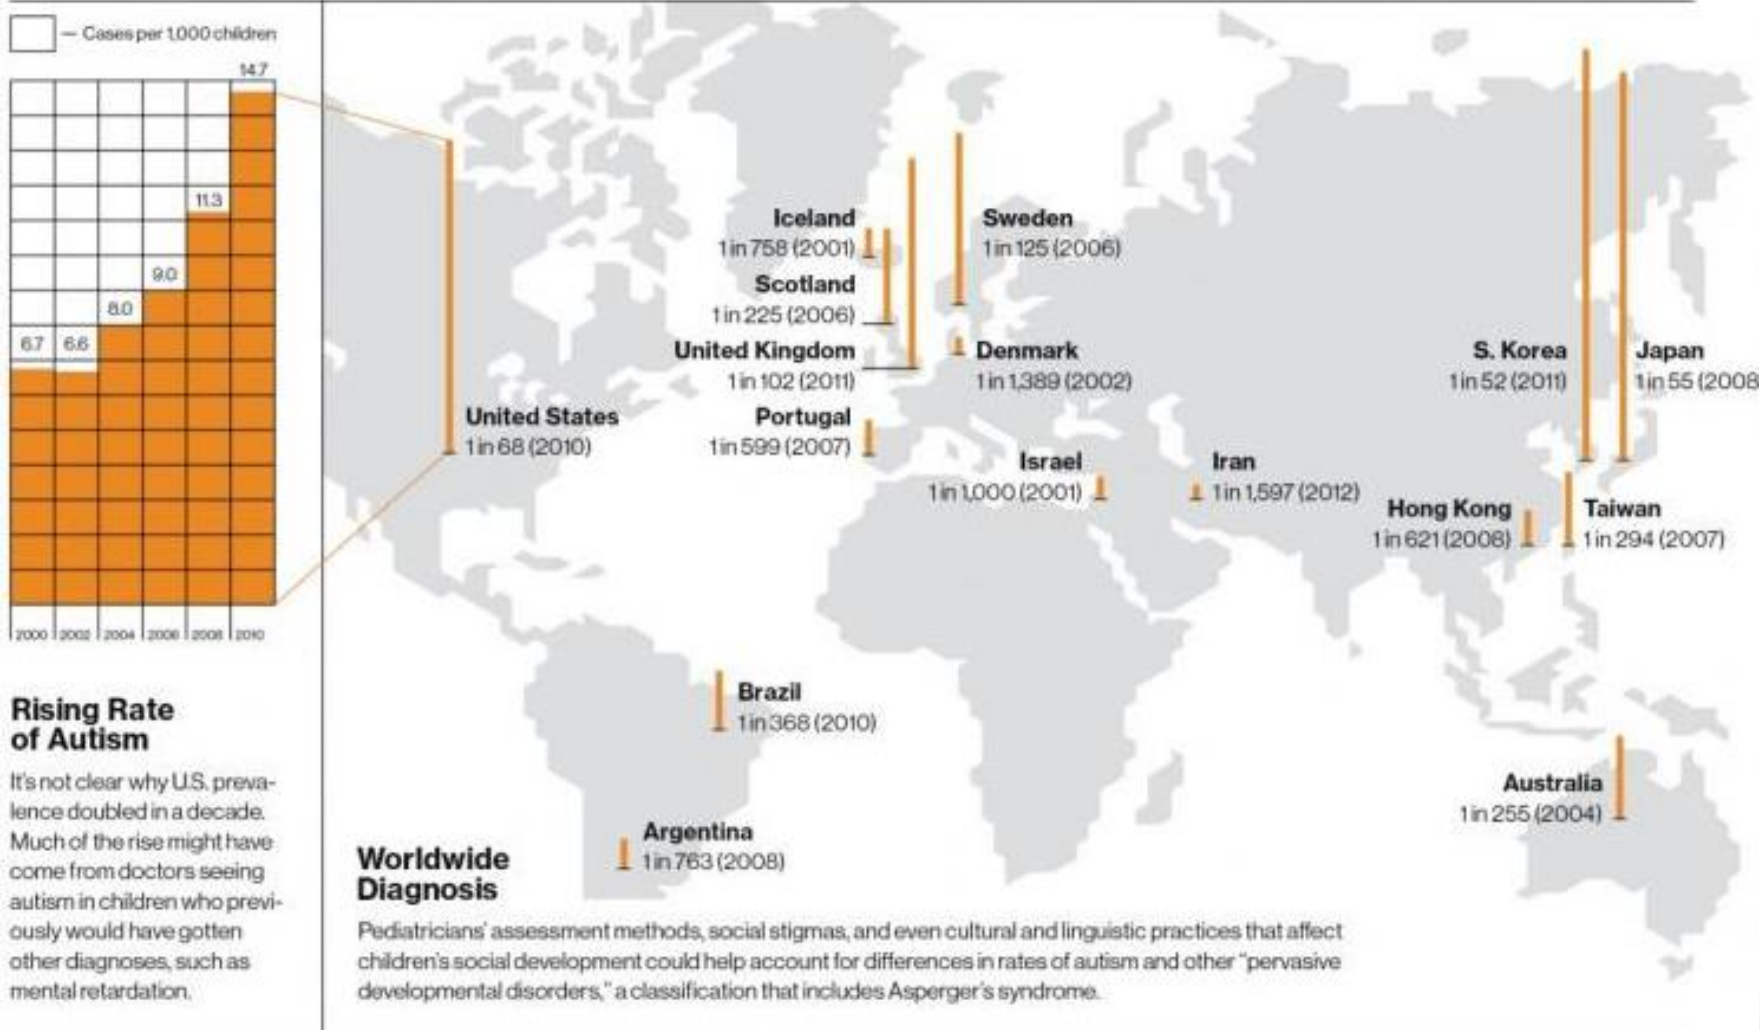 — Cases per 1,000 children
14.7
11.3
9.0
8.0
6.7 6.6
2000 2002 2004 2006 2008 2010
Rising Rate
of Autism
It's not clear why U.S. preva-
lence doubled in a decade.
Much of the rise might have
come from doctors seeing
autism in children who previ-
ously would have gotten
other diagnoses, such as
mental retardation.
United States
1 in 68 (2010)
Iceland
1 in 758 (2001)
Scotland
1 in 225 (2006)
United Kingdom
1 in 102 (2011)
Portugal
1 in 599 (2007)
Sweden
1 in 125 (2006)
Denmark
1 in 1,389 (2002)
Israel
1 in 1,000 (2001)
Iran
1 in 1,597 (2012)
S. Korea
1 in 52 (2011)
Japan
1 in 55 (2008
Hong Kong
1 in 621 (2008)
Taiwan
1 in 294 (2007)
Brazil
1 in 368 (2010)
Argentina
1 in 763 (2008)
Australia
1 in 255 (2004)
Worldwide
Diagnosis
Pediatricians' assessment methods, social stigmas, and even cultural and linguistic practices that affect
children's social development could help account for differences in rates of autism and other "pervasive
developmental disorders," a classification that includes Asperger's syndrome.